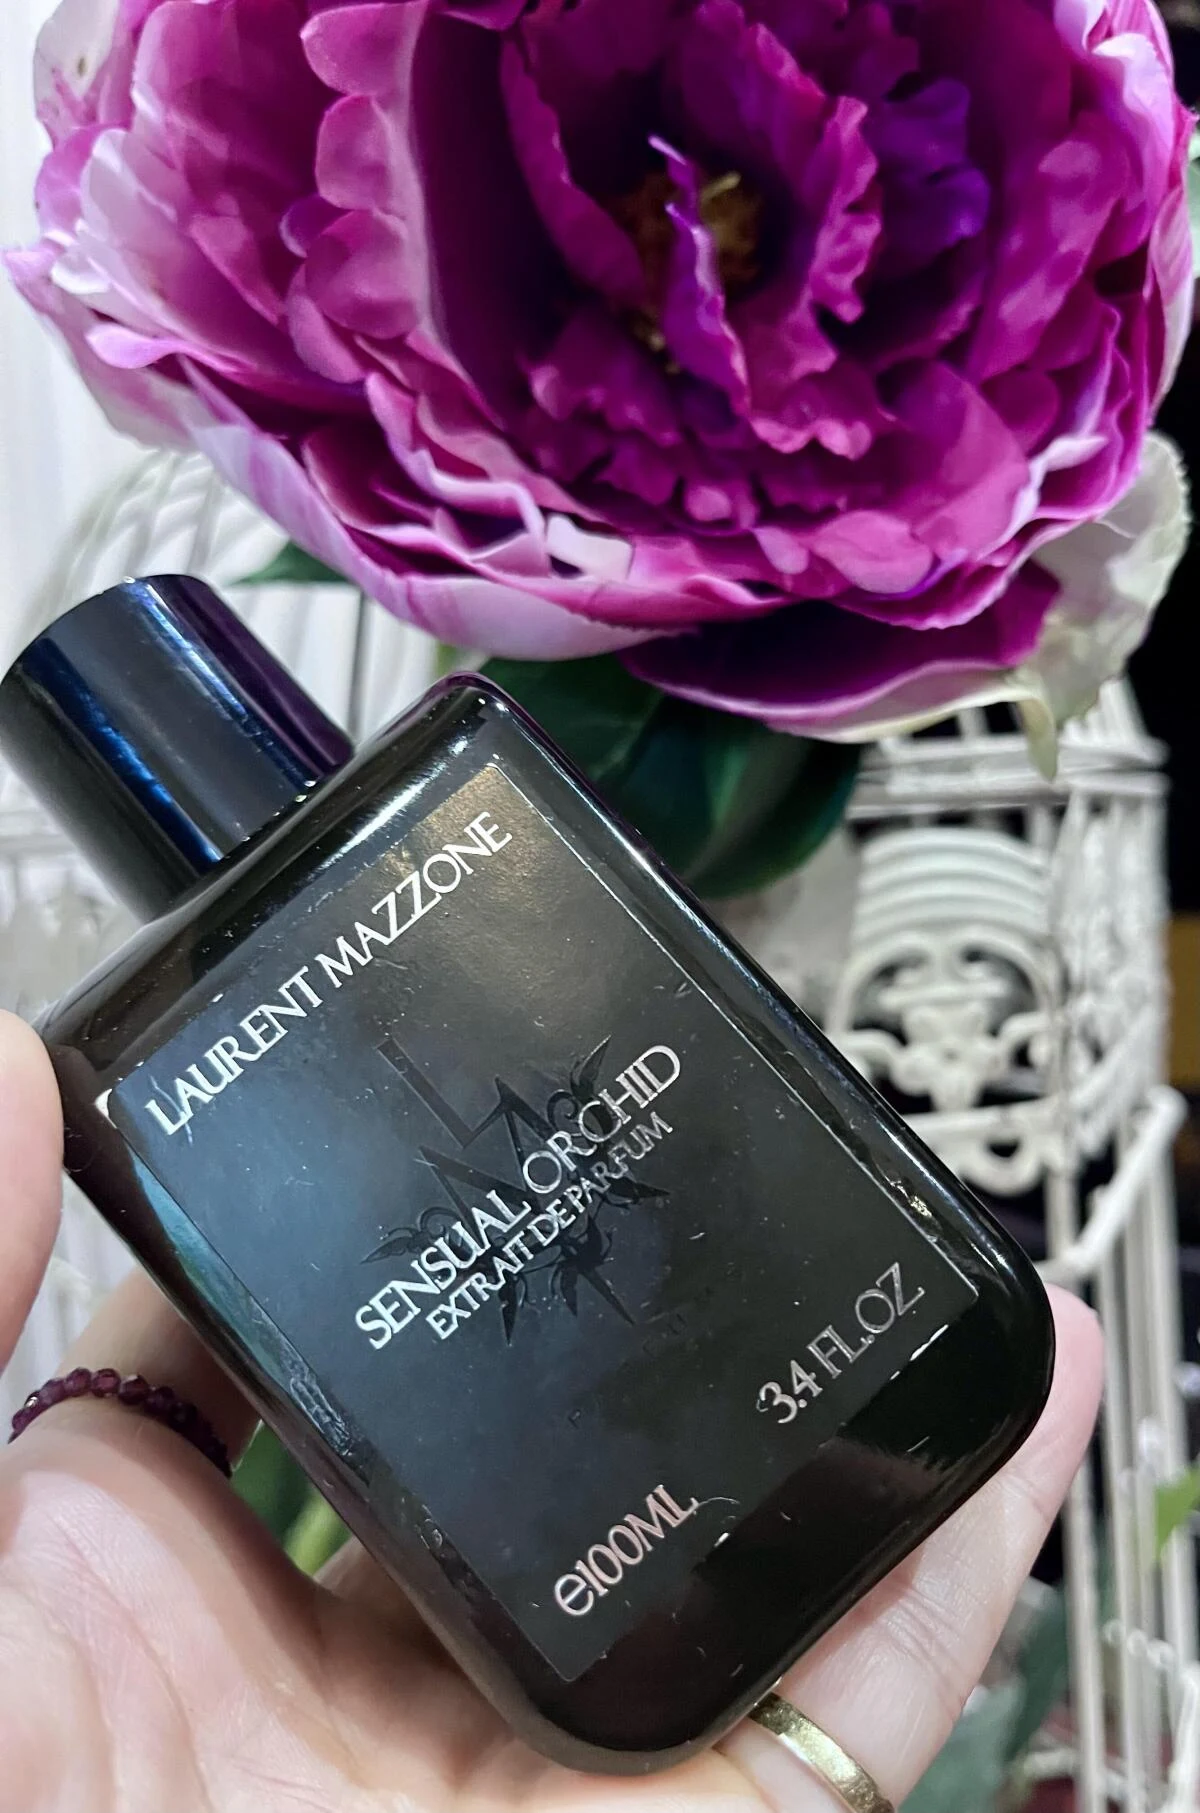 LAURENT MAZZONE
SENSUAL ORCHID
EXTRAIT DE PARFUM
3.4 FL.OZ
e100ML